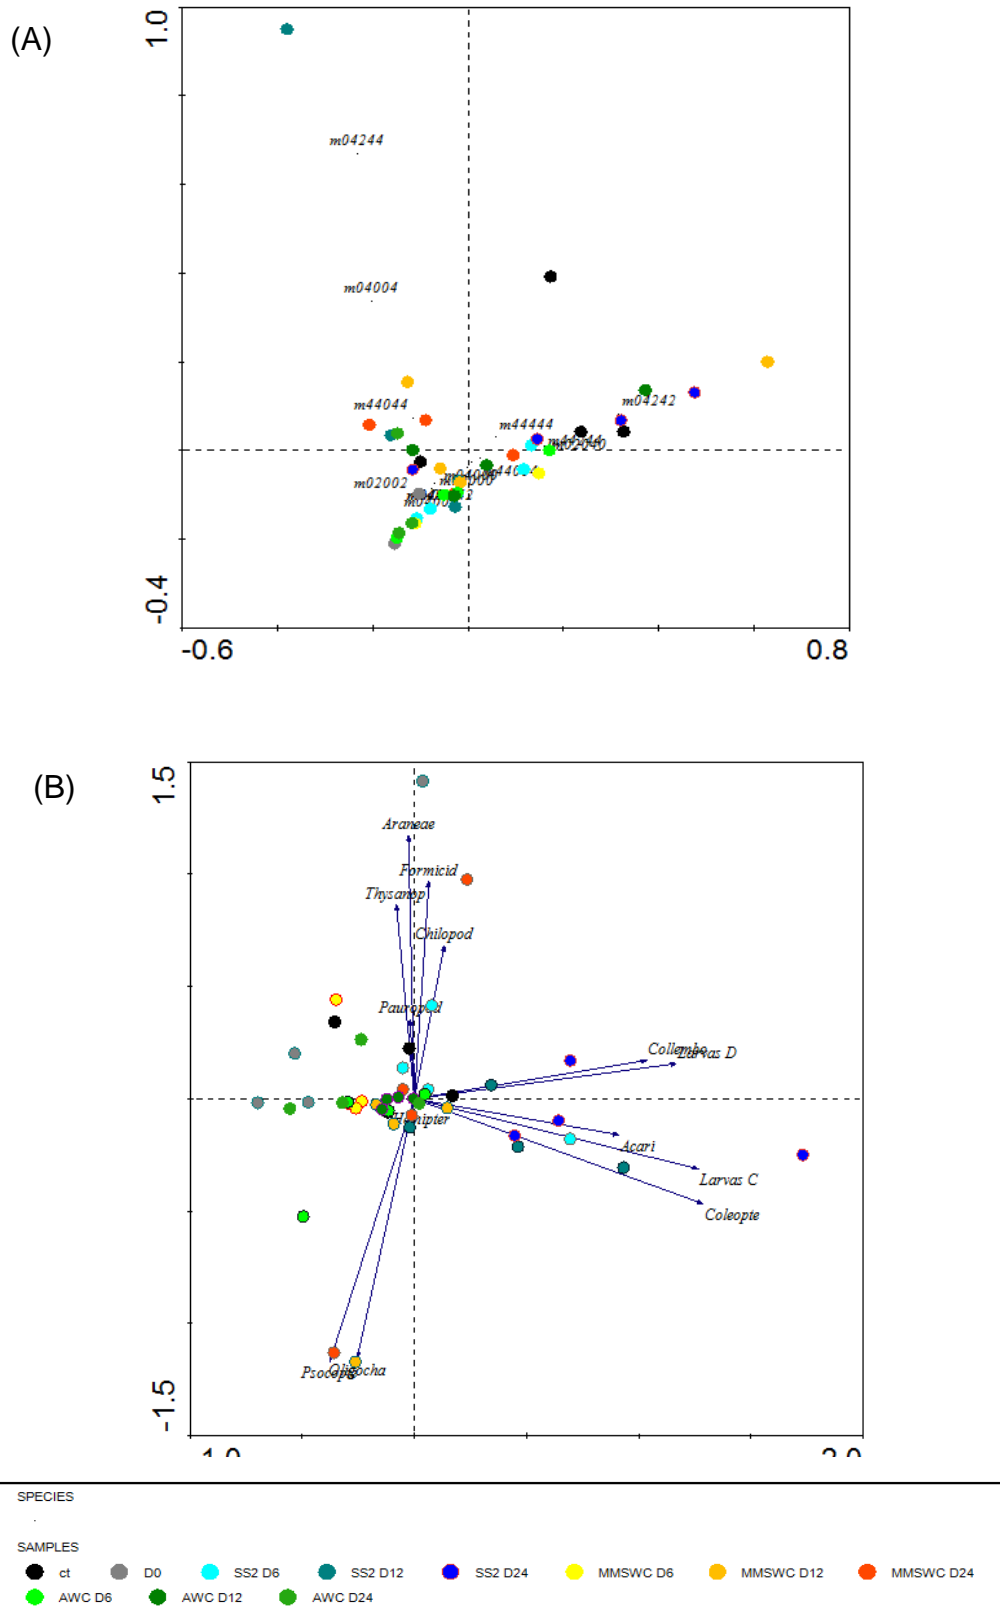 (A)
1.0
m04244
m04004
m44044
m04242
m44444
m02002
-0.4
-0.6 0.8
(B)
1.5
Araneae
Formicid
Thysanop
Chilopod
Pauropod
Collembo
Larvas D
Acari
Larvas C
Coleopte
Oligocha
-1.5
SPECIES
SAMPLES
ct D0 SS2 D6 SS2 D12 SS2 D24 MMSWC D6 MMSWC D12 MMSWC D24
AWC D6 AWC D12 AWC D24